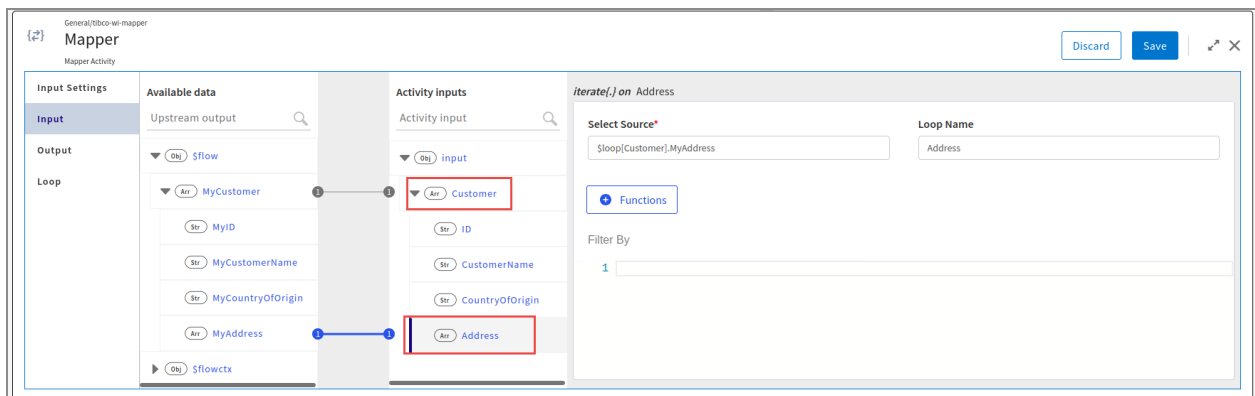 General/tibco-wi-mapper
Mapper
Mapper Activity
Discard
Save
Input Settings
Input
Output
Loop
Available data
Upstream output
Obj $flow
Arr MyCustomer 1
Str MyID
Str MyCustomerName
Str MyCountryOfOrigin
Arr MyAddress 1
Obj $flowctx
Activity inputs
Activity input
Obj input
1 Arr Customer
Str ID
Str CustomerName
Str CountryOfOrigin
1 Arr Address
iterate{.} on Address
Select Source*
$loop[Customer].MyAddress
Loop Name
Address
+ Functions
Filter By
1